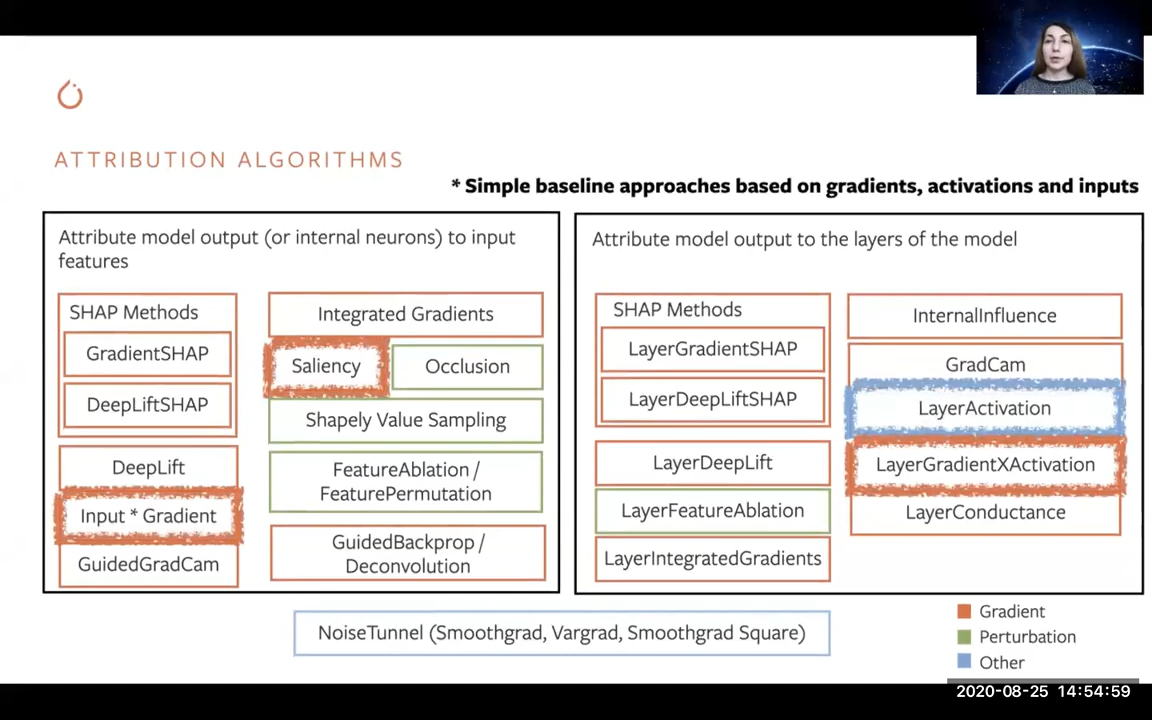 ATTRIBUTION ALGORITHMS
* Simple baseline approaches based on gradients, activations and inputs
Attribute model output (or internal neurons) to input
features
SHAP Methods
GradientSHAP
DeepLiftSHAP
DeepLift
Input * Gradient
GuidedGradCam
Integrated Gradients
Saliency
Occlusion
Shapely Value Sampling
FeatureAblation /
FeaturePermutation
GuidedBackprop /
Deconvolution
Attribute model output to the layers of the model
SHAP Methods
LayerGradientSHAP
LayerDeepLiftSHAP
LayerDeepLift
LayerFeatureAblation
LayerIntegratedGradients
InternalInfluence
GradCam
LayerActivation
LayerGradientXActivation
LayerConductance
NoiseTunnel (Smoothgrad, Vargrad, Smoothgrad Square)
Gradient
Perturbation
Other
2020-08-25 14:54:59